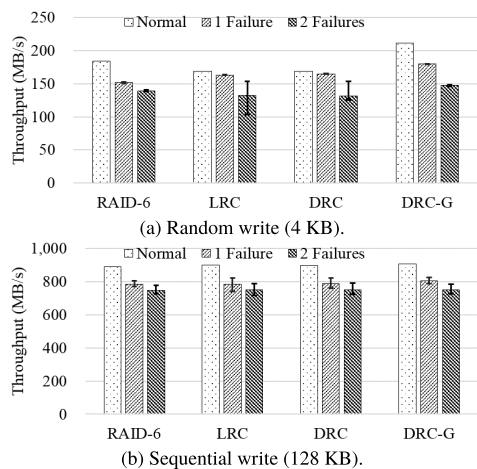 250
Normal 1 Failure 2 Failures
200
150
100
50
0
Throughput (MB/s)
RAID-6 LRC DRC DRC-G
(a) Random write (4 KB).
1,000
Normal 1 Failure 2 Failures
800
600
400
200
0
Throughput (MB/s)
RAID-6 LRC DRC DRC-G
(b) Sequential write (128 KB).